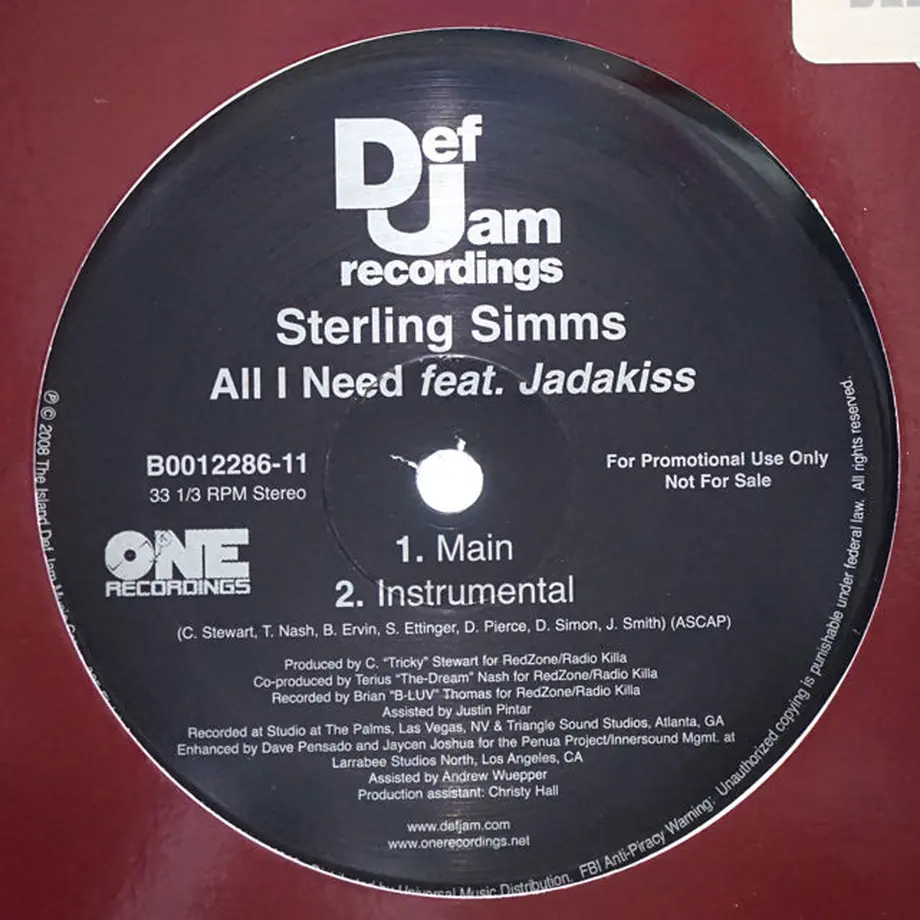 Def Jam
recordings
Sterling Simms
All I Need feat. Jadakiss
B0012286-11
33 1/3 RPM Stereo
For Promotional Use Only
Not For Sale
ONE
RECORDINGS
1. Main
2. Instrumental
(C. Stewart, T. Nash, B. Ervin, S. Ettinger, D. Pierce, D. Simon, J. Smith) (ASCAP)
Produced by C. "Tricky" Stewart for RedZone/Radio Killa
Co-produced by Terius "The-Dream" Nash for RedZone/Radio Killa
Recorded by Brian "B-LUV" Thomas for RedZone/Radio Killa
Assisted by Justin Pintar
Recorded at Studio at The Palms, Las Vegas, NV & Triangle Sound Studios, Atlanta, GA
Enhanced by Dave Pensado and Jaycen Joshua for the Penua Project/Innersound Mgmt. at
Larrabee Studios North, Los Angeles, CA
Assisted by Andrew Wuepper
Production assistant: Christy Hall
www.defjam.com
www.onerecordings.net
℗ © 2008 The Island Def Jam
by Universal Music Distribution. FBI Anti-Piracy Warning: Unauthorized copying is punishable under federal law. All rights reserved.